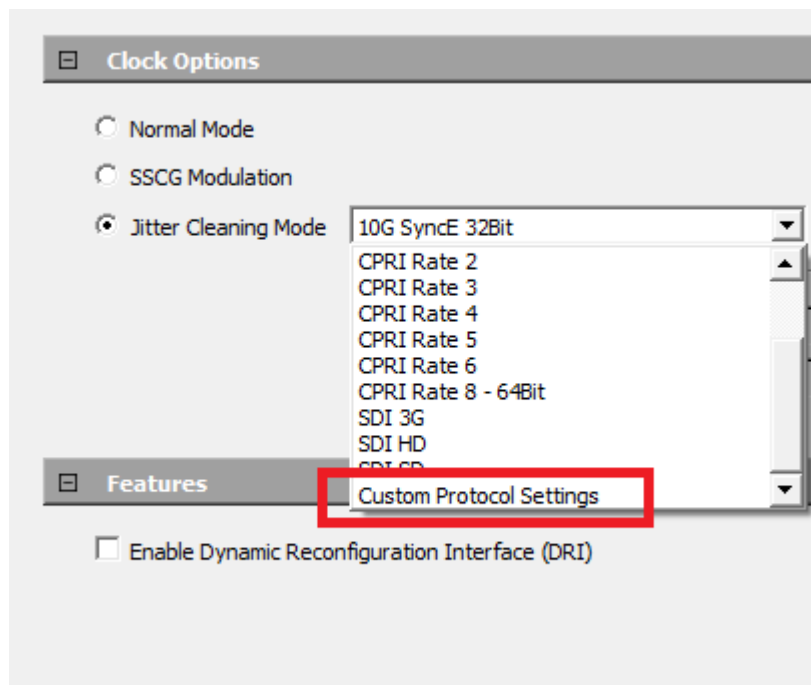 Clock Options
Normal Mode
SSCG Modulation
Jitter Cleaning Mode
10G SyncE 32Bit
CPRI Rate 2
CPRI Rate 3
CPRI Rate 4
CPRI Rate 5
CPRI Rate 6
CPRI Rate 8 - 64Bit
SDI 3G
SDI HD
SDI SD
Features
Custom Protocol Settings
Enable Dynamic Reconfiguration Interface (DRI)